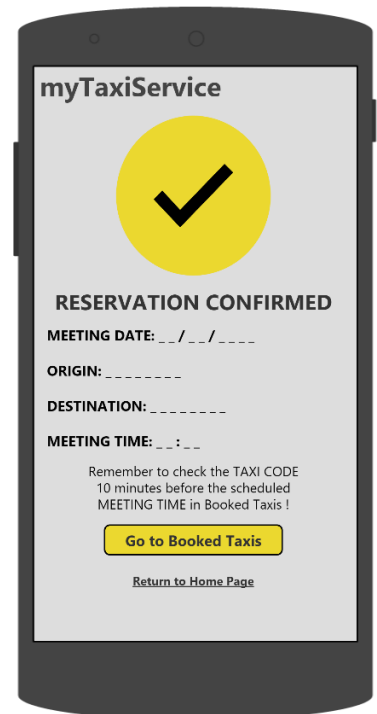 myTaxiService
RESERVATION CONFIRMED
MEETING DATE: _ _ / _ _ / _ _ _ _
ORIGIN: _ _ _ _ _ _ _ _
DESTINATION: _ _ _ _ _ _ _ _
MEETING TIME: _ _ : _ _
Remember to check the TAXI CODE
10 minutes before the scheduled
MEETING TIME in Booked Taxis !
Go to Booked Taxis
Return to Home Page